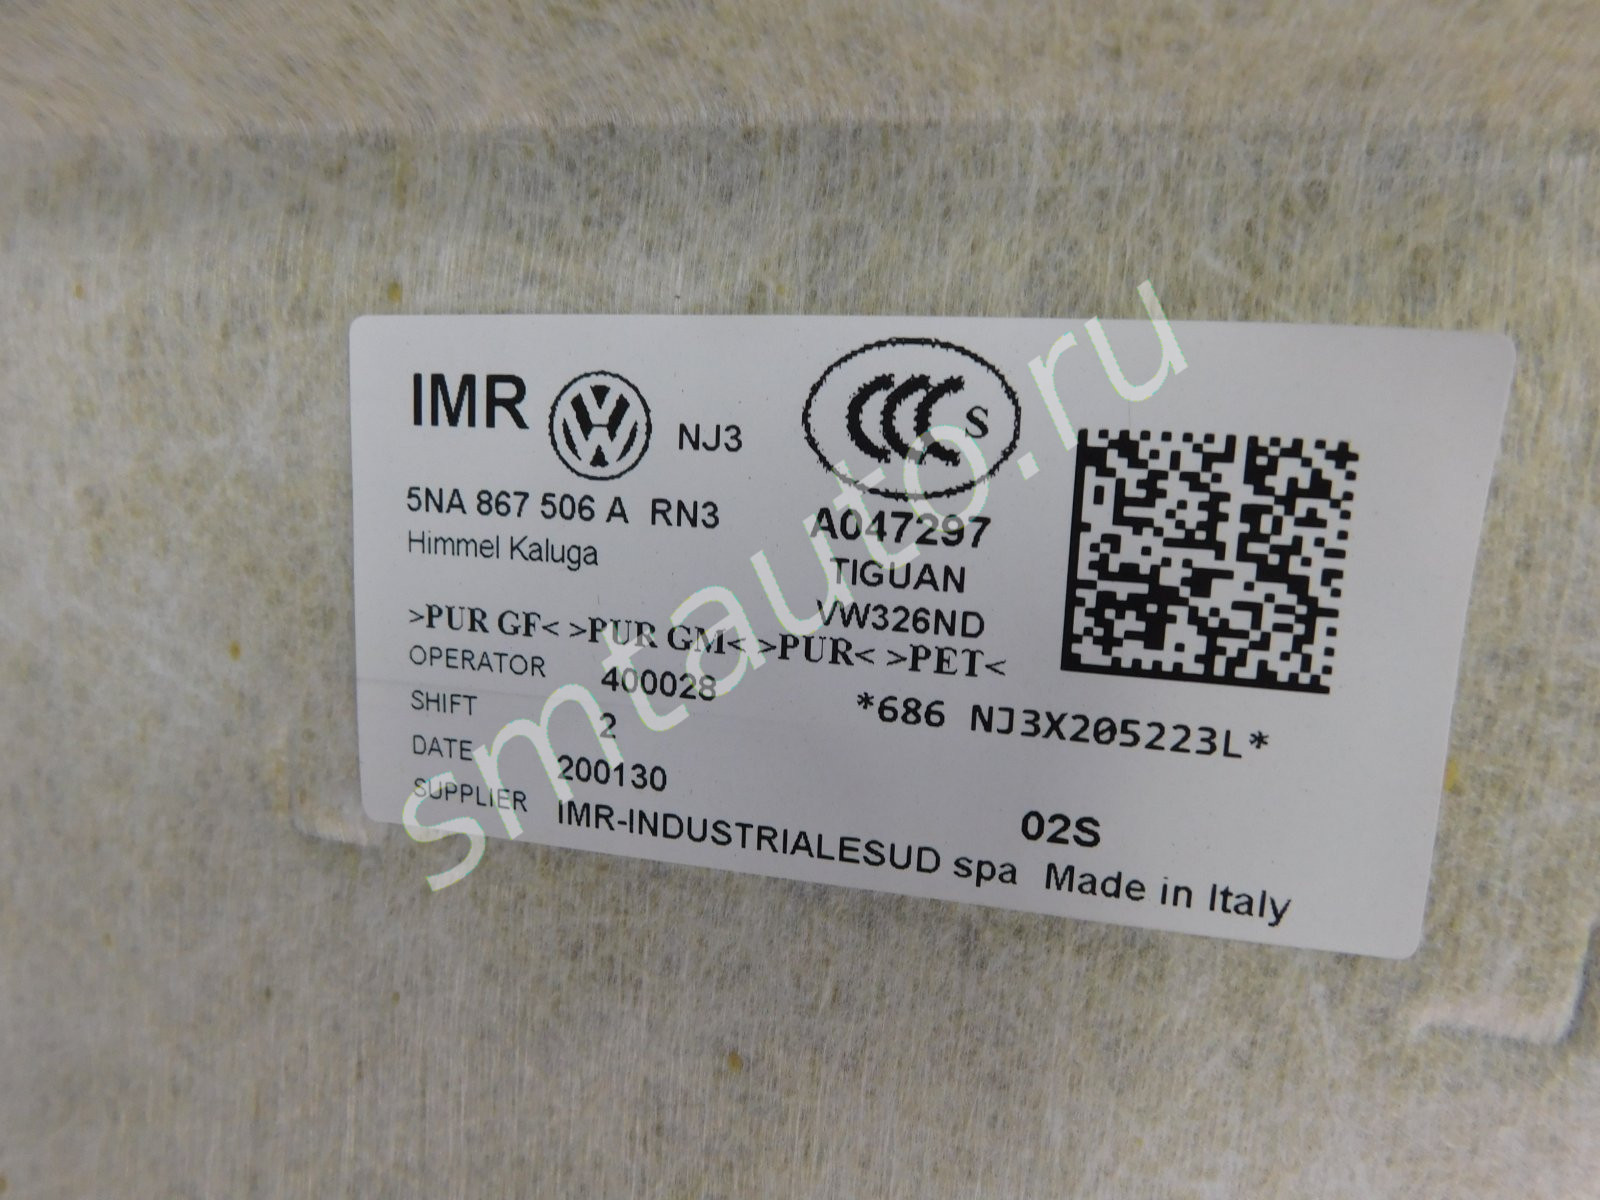 IMR NJ3
CCC S
5NA 867 506 A RN3
A047297
Himmel Kaluga
TIGUAN
VW326ND
>PUR GF< >PUR GM< >PUR< >PET<
OPERATOR 400028
*686 NJ3X205223L*
SHIFT 2
DATE 200130
02S
SUPPLIER IMR-INDUSTRIALESUD spa Made in Italy
smtauto.ru